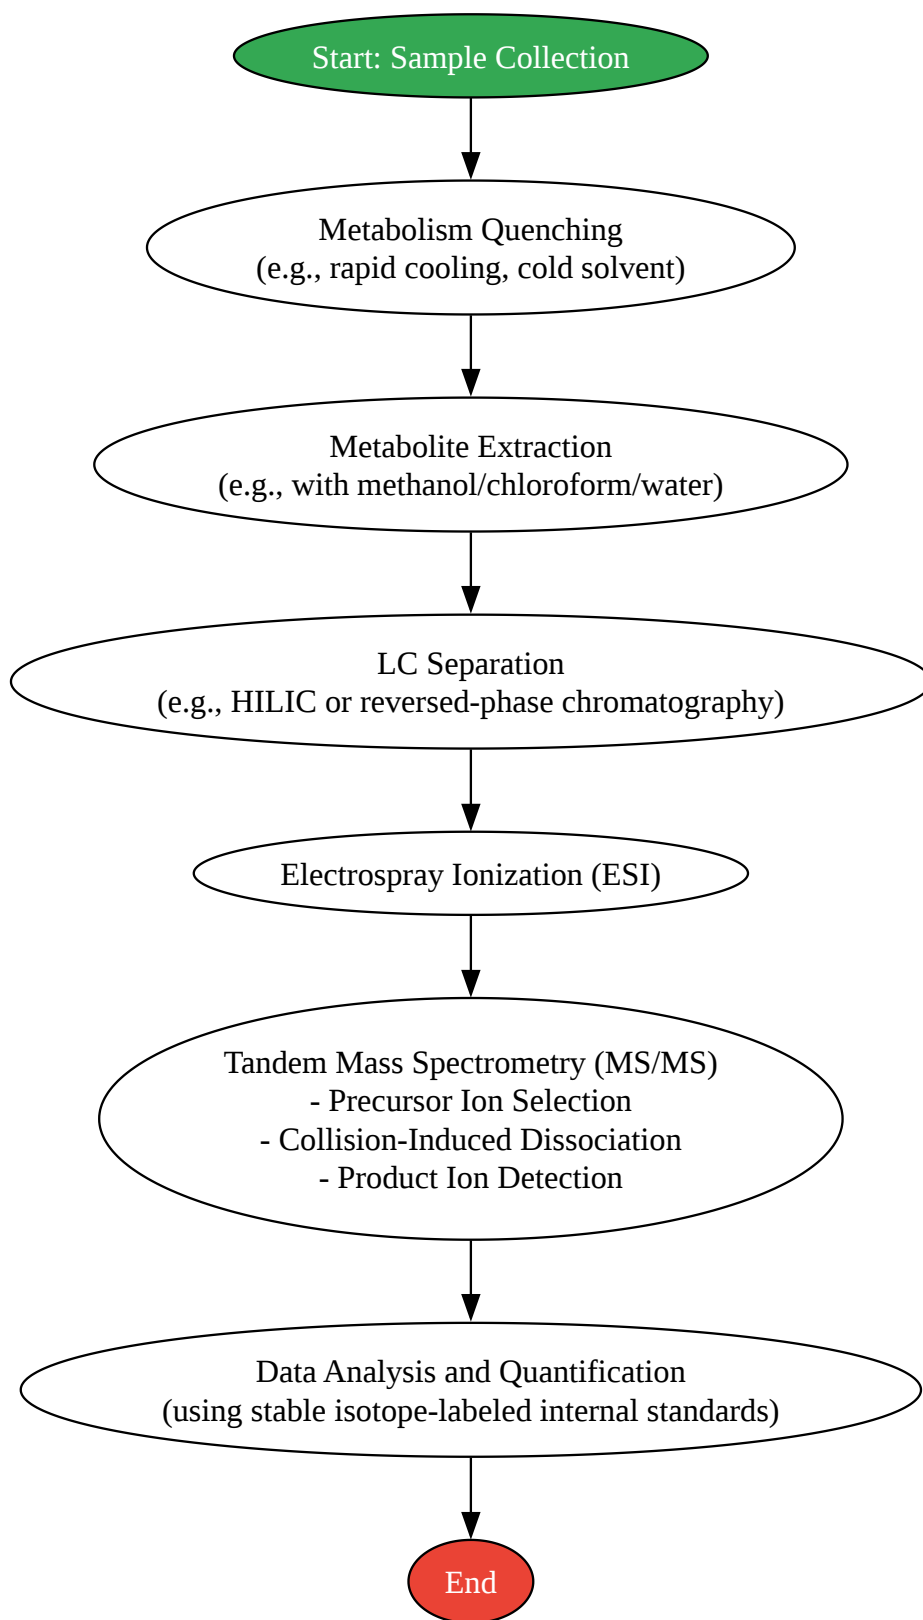 Start: Sample Collection
Metabolism Quenching
(e.g., rapid cooling, cold solvent)
Metabolite Extraction
(e.g., with methanol/chloroform/water)
LC Separation
(e.g., HILIC or reversed-phase chromatography)
Electrospray Ionization (ESI)
Tandem Mass Spectrometry (MS/MS)
- Precursor Ion Selection
- Collision-Induced Dissociation
- Product Ion Detection
Data Analysis and Quantification
(using stable isotope-labeled internal standards)
End